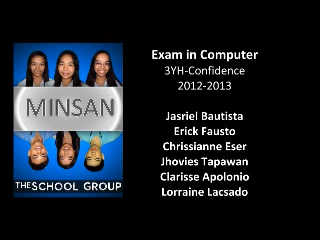 Exam in Computer
3YH-Confidence
2012-2013
Jasriel Bautista
Erick Fausto
Chrissianne Eser
Jhovies Tapawan
Clarisse Apolonio
Lorraine Lacsado
MINSAN
THE SCHOOL GROUP